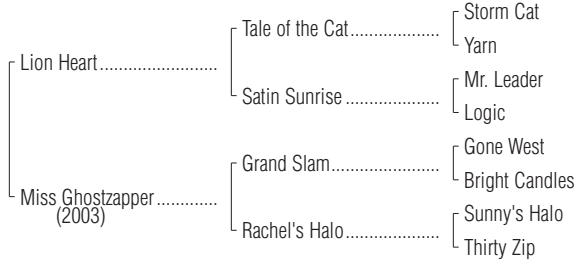 Storm Cat
Tale of the Cat
Yarn
Lion Heart
Mr. Leader
Satin Sunrise
Logic
Gone West
Grand Slam
Bright Candles
Miss Ghostzapper
(2003)
Sunny's Halo
Rachel's Halo
Thirty Zip